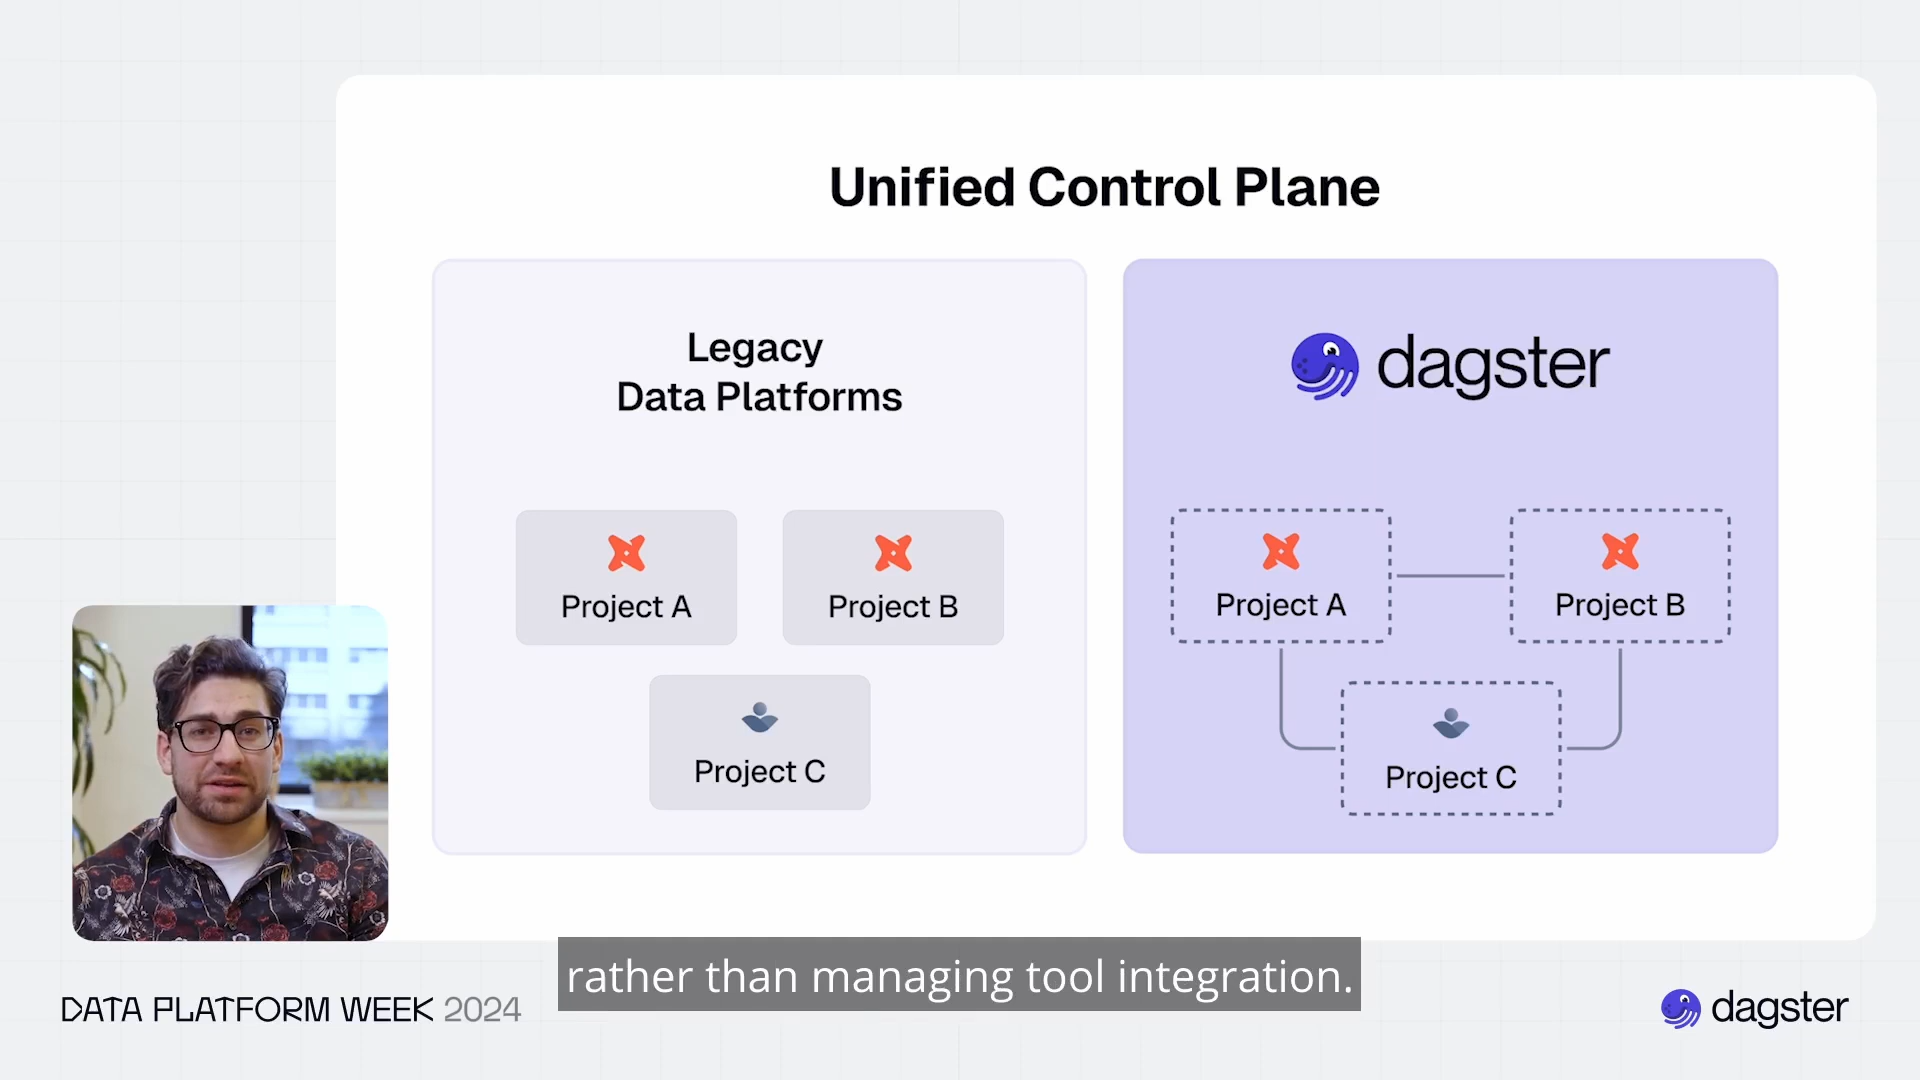 Unified Control Plane
Legacy
Data Platforms
Project A
Project B
Project C
dagster
Project A
Project B
Project C
rather than managing tool integration.
DATA PLATFORM WEEK 2024
dagster